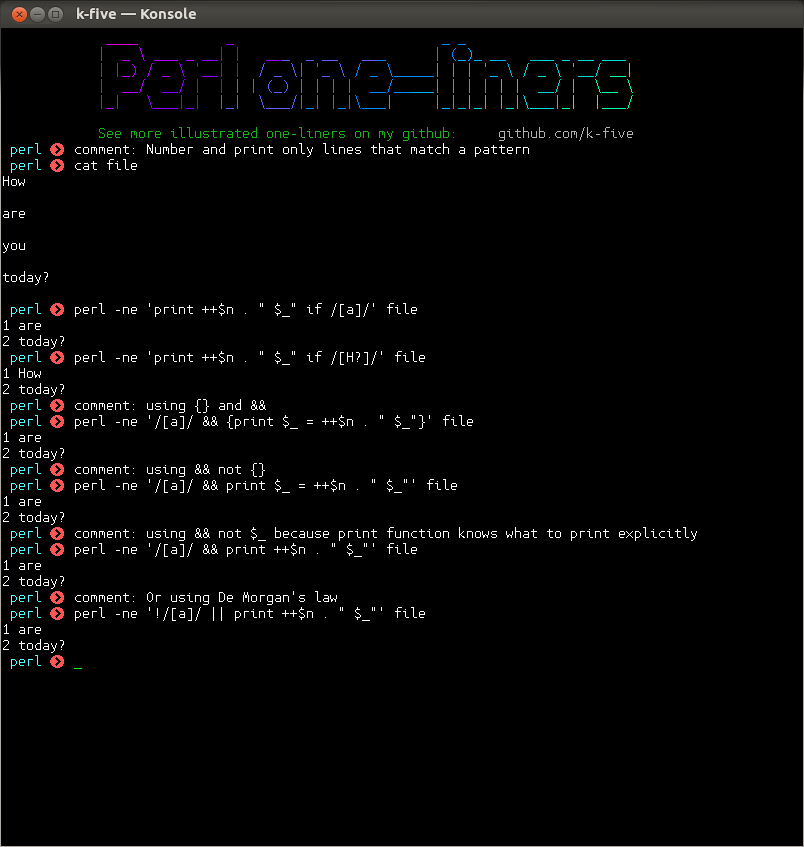 k-five — Konsole
Perl one-liners
See more illustrated one-liners on my github: github.com/k-five
perl comment: Number and print only lines that match a pattern
perl cat file
How
are
you
today?
perl perl -ne 'print ++$n . " $_" if /[a]/' file
1 are
2 today?
perl perl -ne 'print ++$n . " $_" if /[H?]/' file
1 How
2 today?
perl comment: using {} and &&
perl perl -ne '/[a]/ && {print $_ = ++$n . " $_"}' file
1 are
2 today?
perl comment: using && not {}
perl perl -ne '/[a]/ && print $_ = ++$n . " $_"' file
1 are
2 today?
perl comment: using && not $_ because print function knows what to print explicitly
perl perl -ne '/[a]/ && print ++$n . " $_"' file
1 are
2 today?
perl comment: Or using De Morgan's law
perl perl -ne '!/[a]/ || print ++$n . " $_"' file
1 are
2 today?
perl _